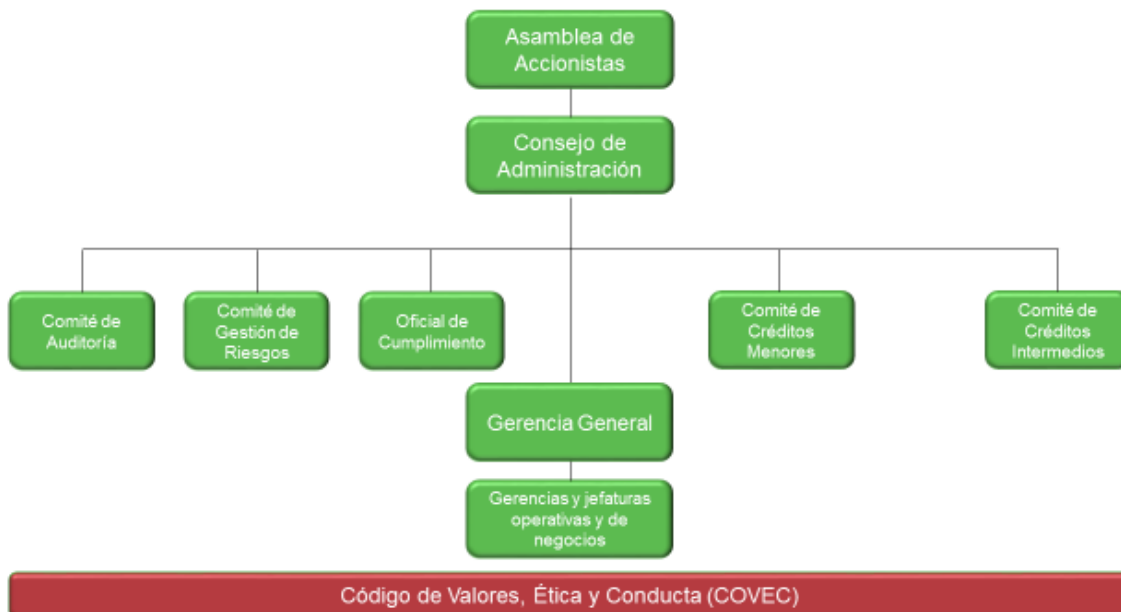 Asamblea de
Accionistas
Consejo de
Administración
Comité de
Auditoría
Comité de
Gestión de
Riesgos
Oficial de
Cumplimiento
Comité de
Créditos
Menores
Comité de
Créditos
Intermedios
Gerencia General
Gerencias y jefaturas
operativas y de
negocios
Código de Valores, Ética y Conducta (COVEC)